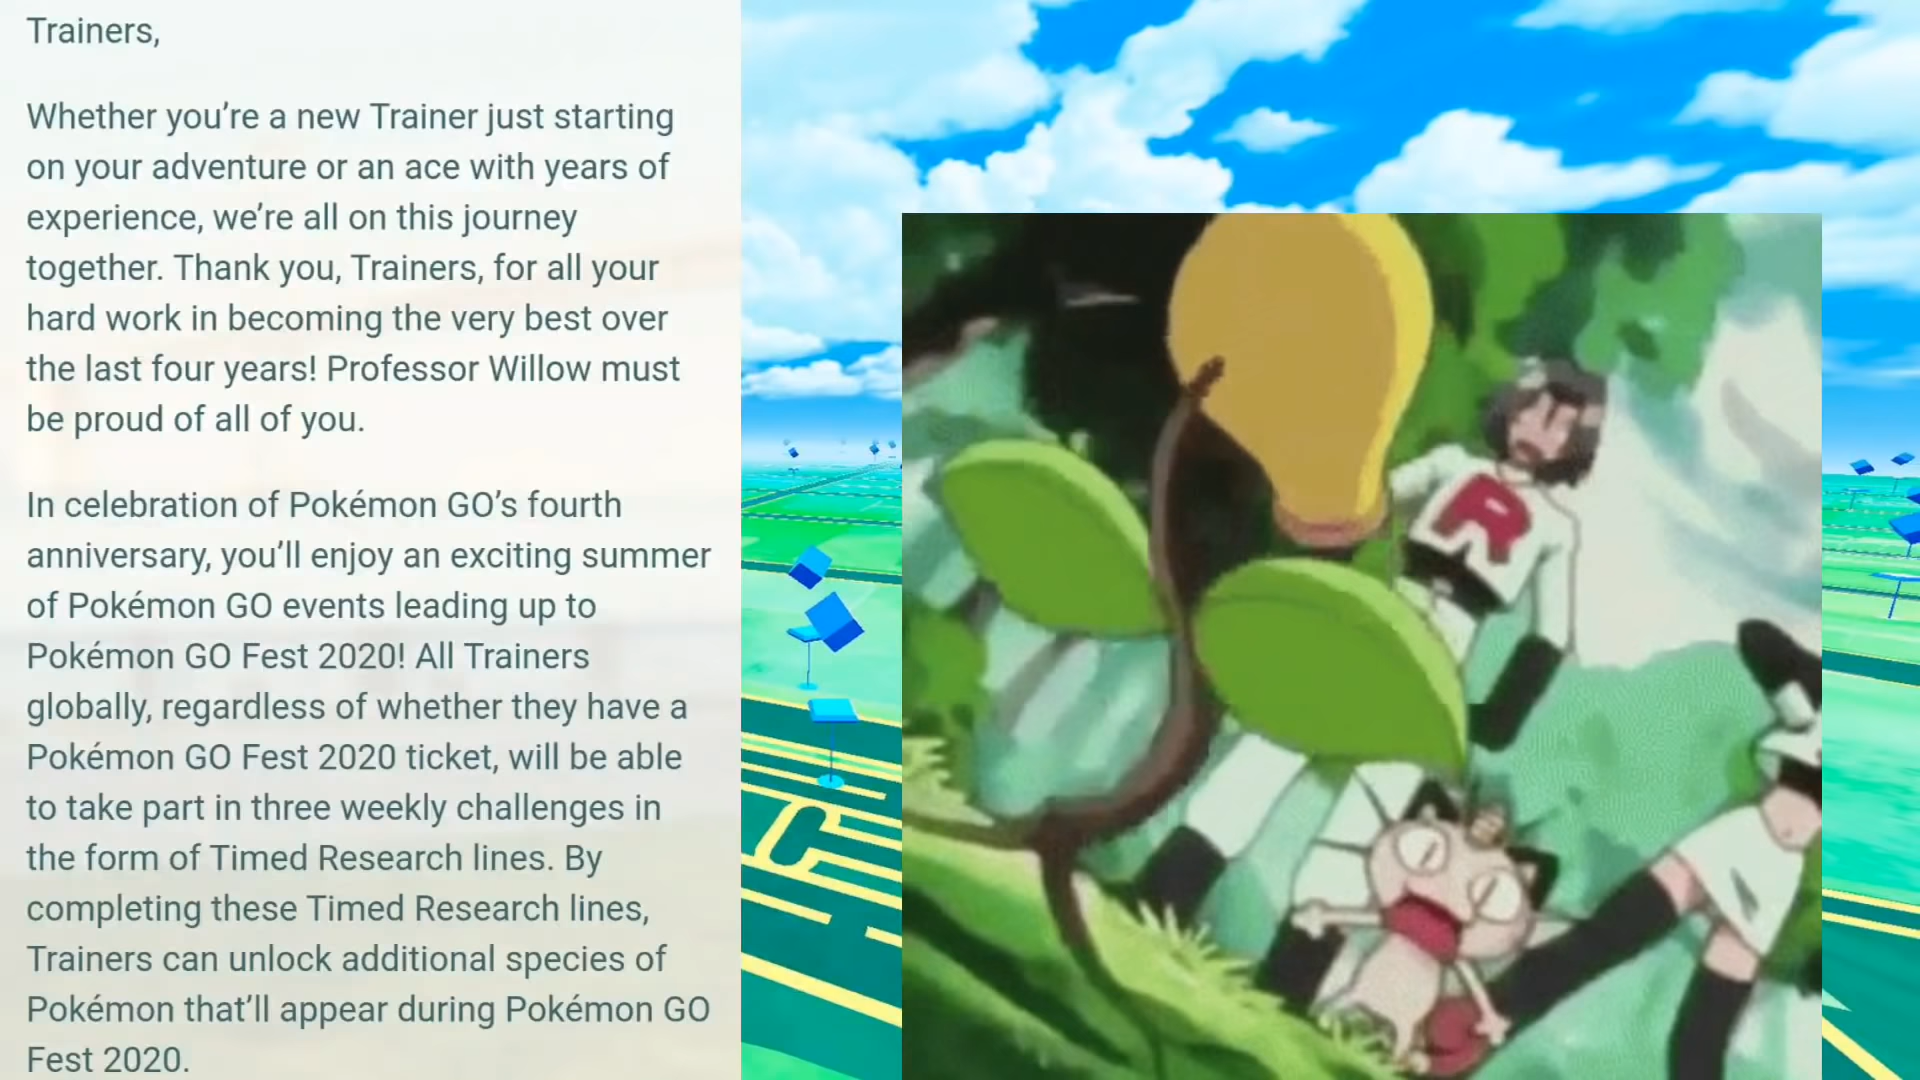 Trainers,
Whether you’re a new Trainer just starting
on your adventure or an ace with years of
experience, we’re all on this journey
together. Thank you, Trainers, for all your
hard work in becoming the very best over
the last four years! Professor Willow must
be proud of all of you.
In celebration of Pokémon GO’s fourth
anniversary, you’ll enjoy an exciting summer
of Pokémon GO events leading up to
Pokémon GO Fest 2020! All Trainers
globally, regardless of whether they have a
Pokémon GO Fest 2020 ticket, will be able
to take part in three weekly challenges in
the form of Timed Research lines. By
completing these Timed Research lines,
Trainers can unlock additional species of
Pokémon that’ll appear during Pokémon GO
Fest 2020.
R